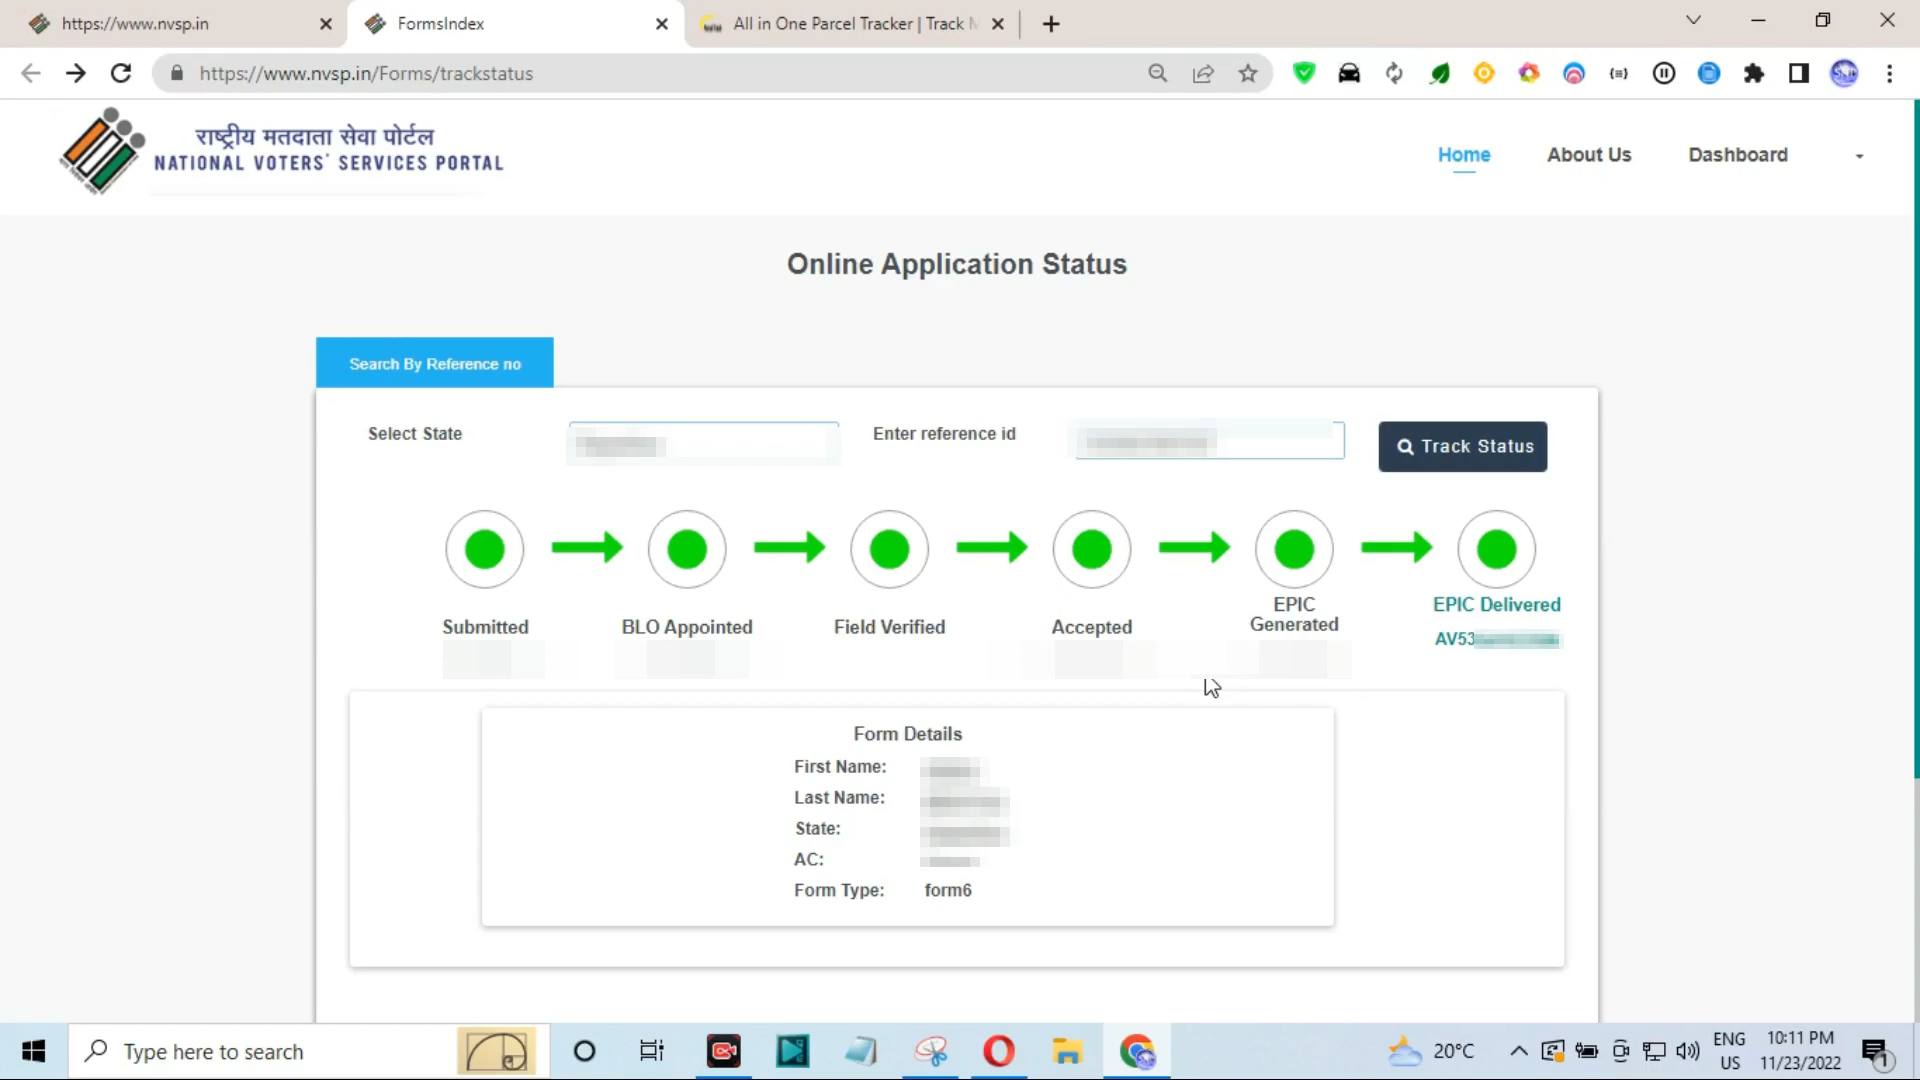 https://www.nvsp.in
FormsIndex
All in One Parcel Tracker | Track M
https://www.nvsp.in/Forms/trackstatus
राष्ट्रीय मतदाता सेवा पोर्टल
NATIONAL VOTERS' SERVICES PORTAL
Home
About Us
Dashboard
Online Application Status
Search By Reference no
Select State
Enter reference id
Track Status
Submitted
BLO Appointed
Field Verified
Accepted
EPIC
Generated
EPIC Delivered
AV53
Form Details
First Name:
Last Name:
State:
AC:
Form Type: form6
Type here to search
20°C
ENG
US
10:11 PM
11/23/2022
1